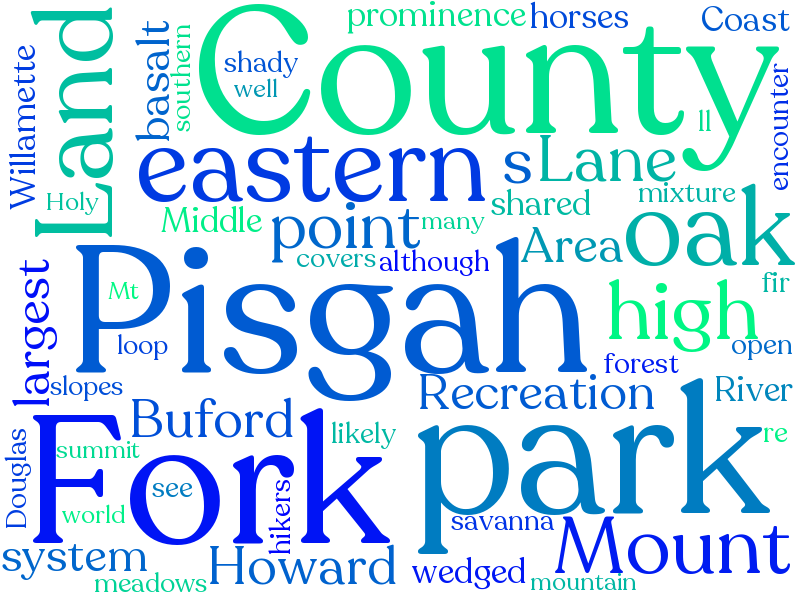 prominence
horses
Coast
County
Land
Willamette
basalt
southern
shady
well
ll
encounter
eastern
s
Lane
Holy
Middle
point
many
shared
mixture
oak
Area
covers
although
Pisgah
Mt
loop
largest
slopes
high
fir
open
forest
Recreation
River
Fork
Buford
likely
park
re
Douglas
summit
see
world
hikers
savanna
Mount
system
Howard
meadows
wedged
mountain